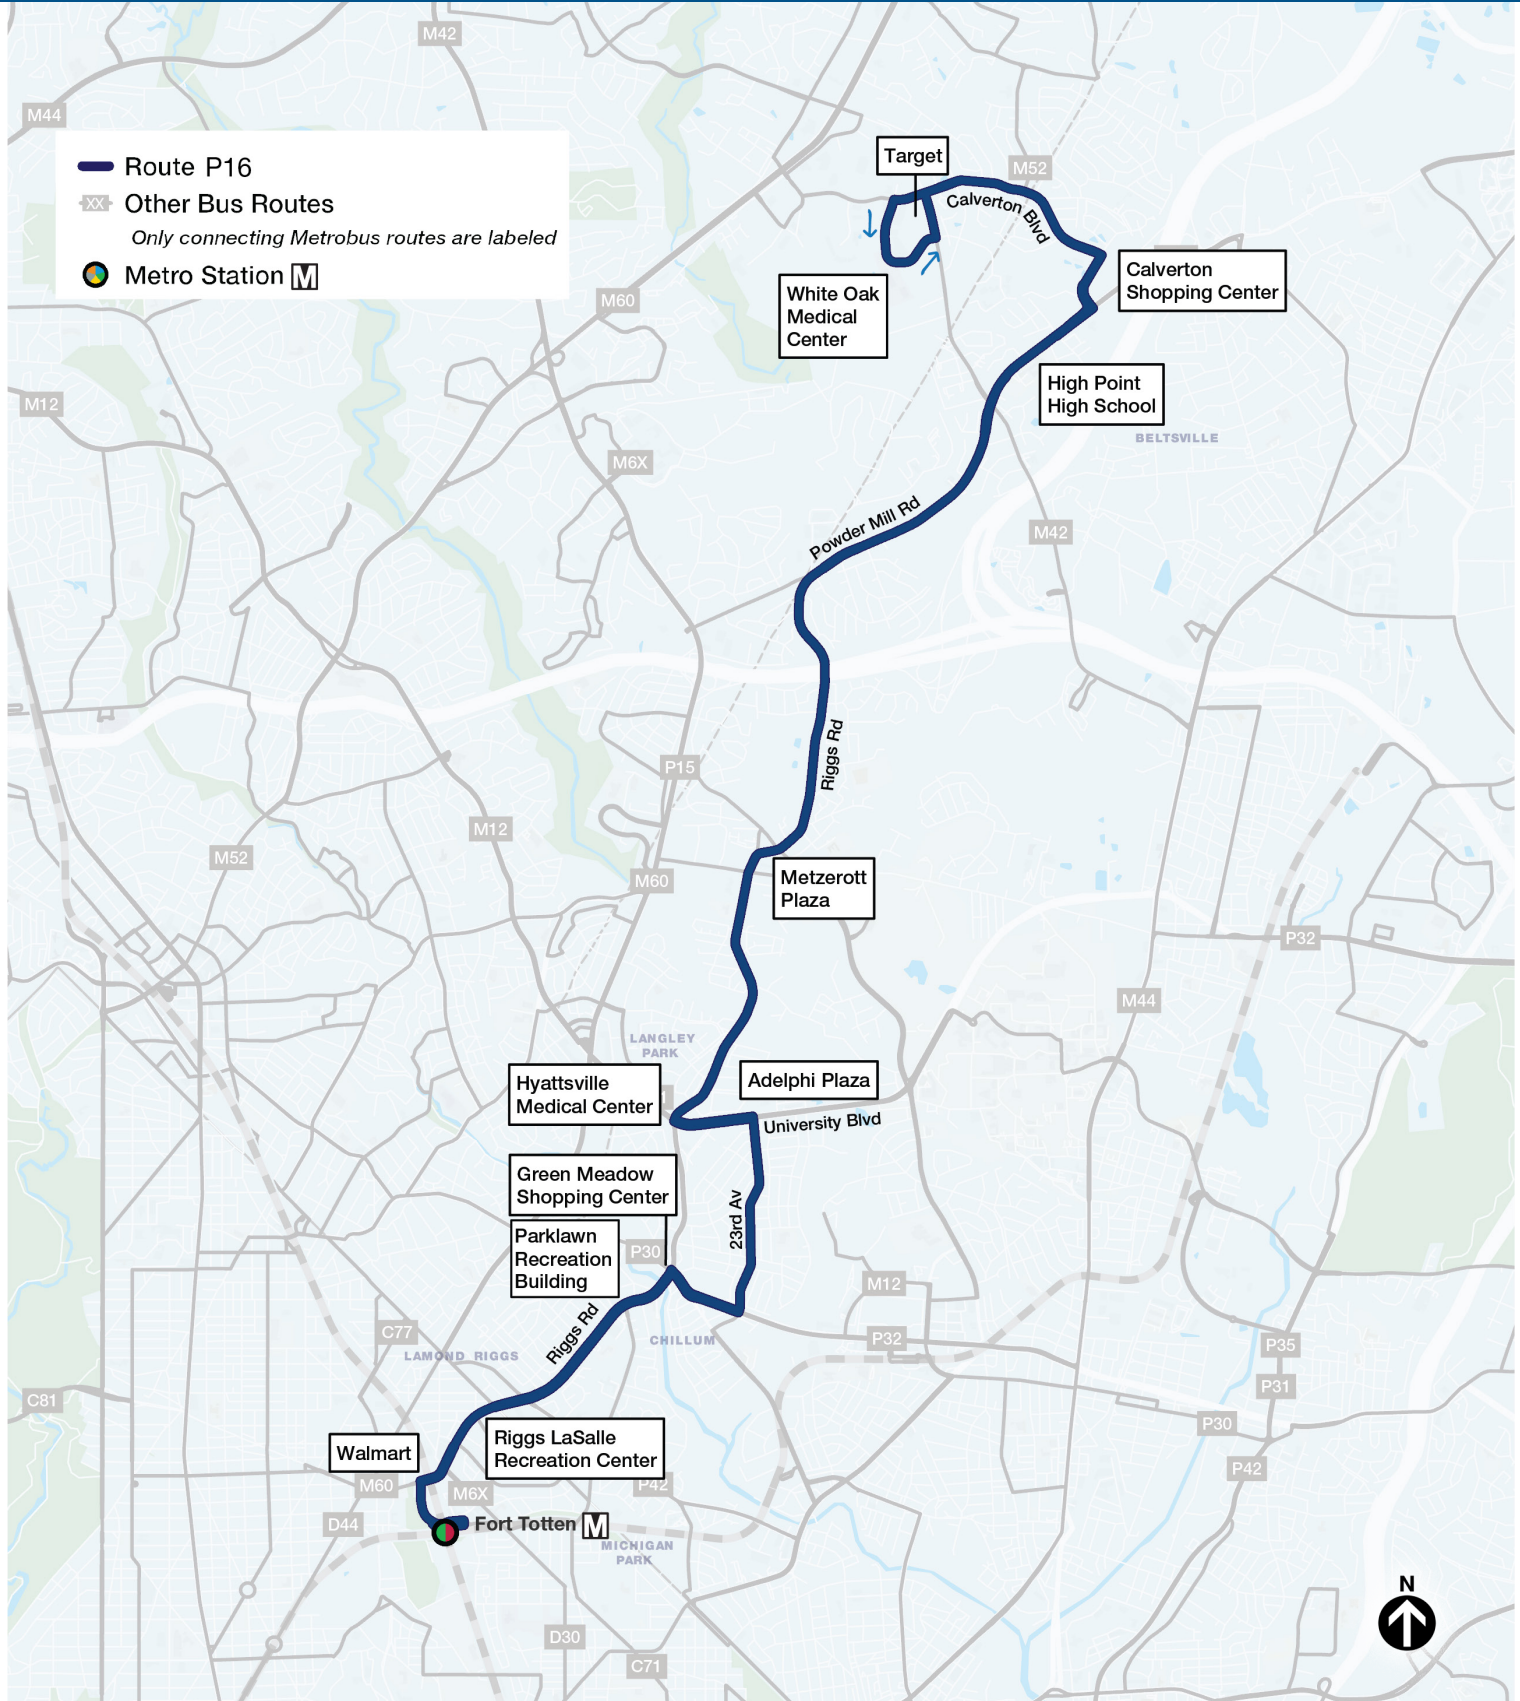 M42
M44
Route P16
XX Other Bus Routes
Only connecting Metrobus routes are labeled
Metro Station M
Target
M52
Calverton Blvd
Calverton
Shopping Center
White Oak
Medical
Center
M60
High Point
High School
BELTSVILLE
M12
M6X
Powder Mill Rd
M42
Riggs Rd
P15
M12
M52
M60
Metzerott
Plaza
P32
M44
LANGLEY
PARK
Hyattsville
Medical Center
Adelphi Plaza
University Blvd
Green Meadow
Shopping Center
23rd Av
Parklawn
Recreation
Building
P30
M12
Riggs Rd
C77
CHILLUM
P32
P35
LAMOND RIGGS
P31
C81
P30
Walmart
Riggs LaSalle
Recreation Center
P42
M60
M6X
P42
D44
Fort Totten M
MICHIGAN
PARK
N
D30
C71